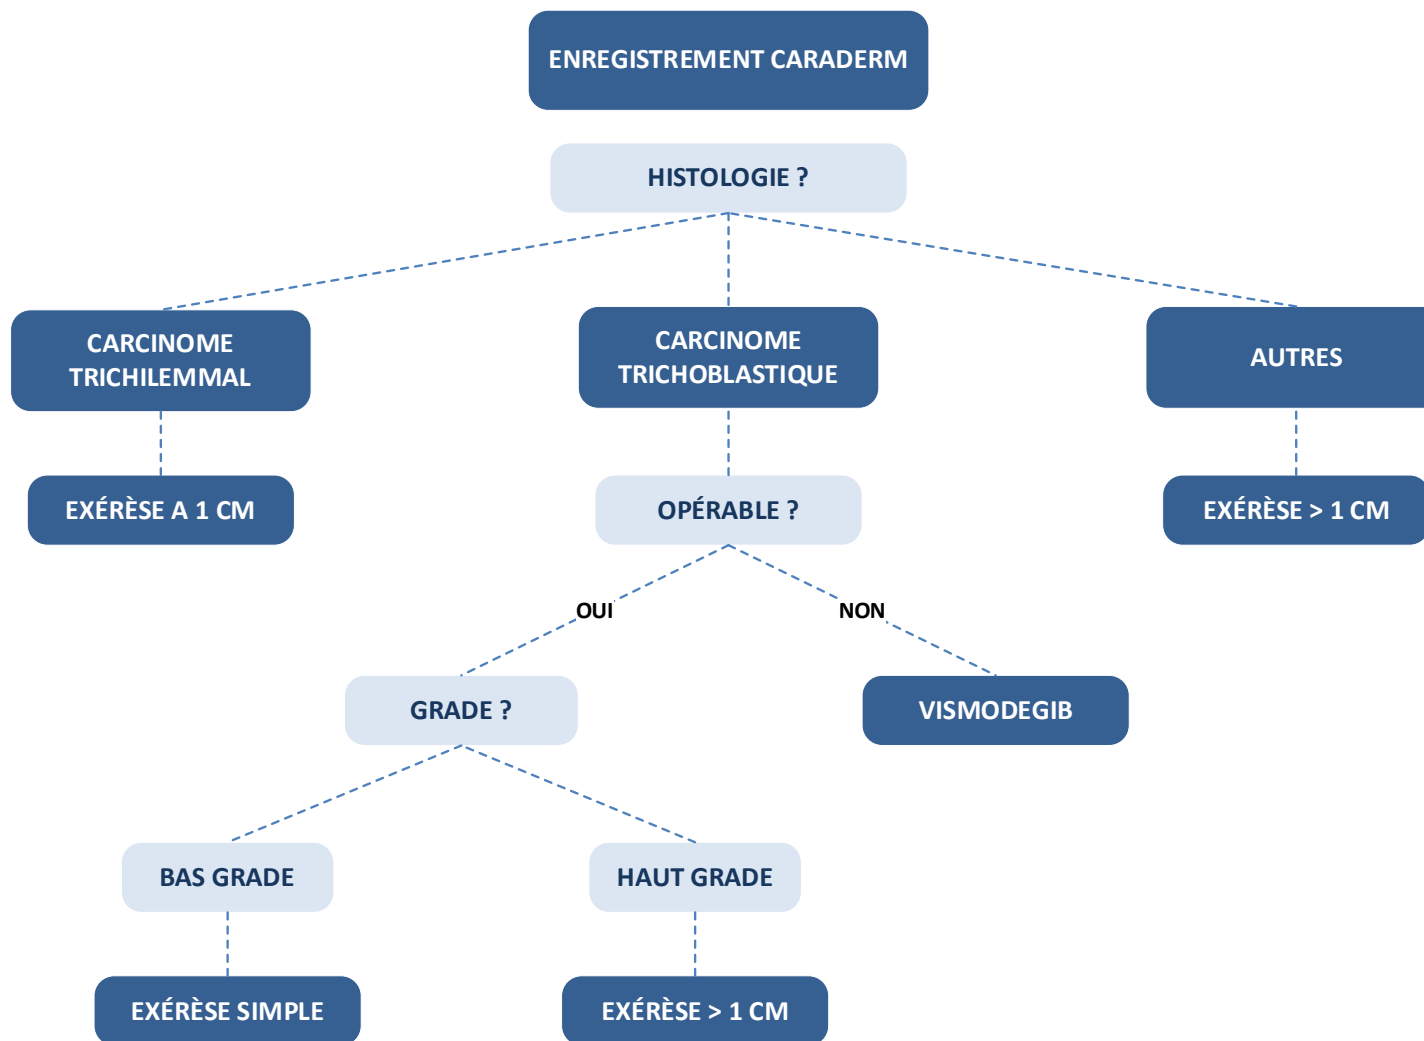 ENREGISTREMENT CARADERM
HISTOLOGIE ?
CARCINOME
TRICHILEMMAL
CARCINOME
TRICHOBLASTIQUE
AUTRES
EXÉRÈSE A 1 CM
OPÉRABLE ?
EXÉRÈSE > 1 CM
OUI
NON
GRADE ?
VISMODEGIB
BAS GRADE
HAUT GRADE
EXÉRÈSE SIMPLE
EXÉRÈSE > 1 CM